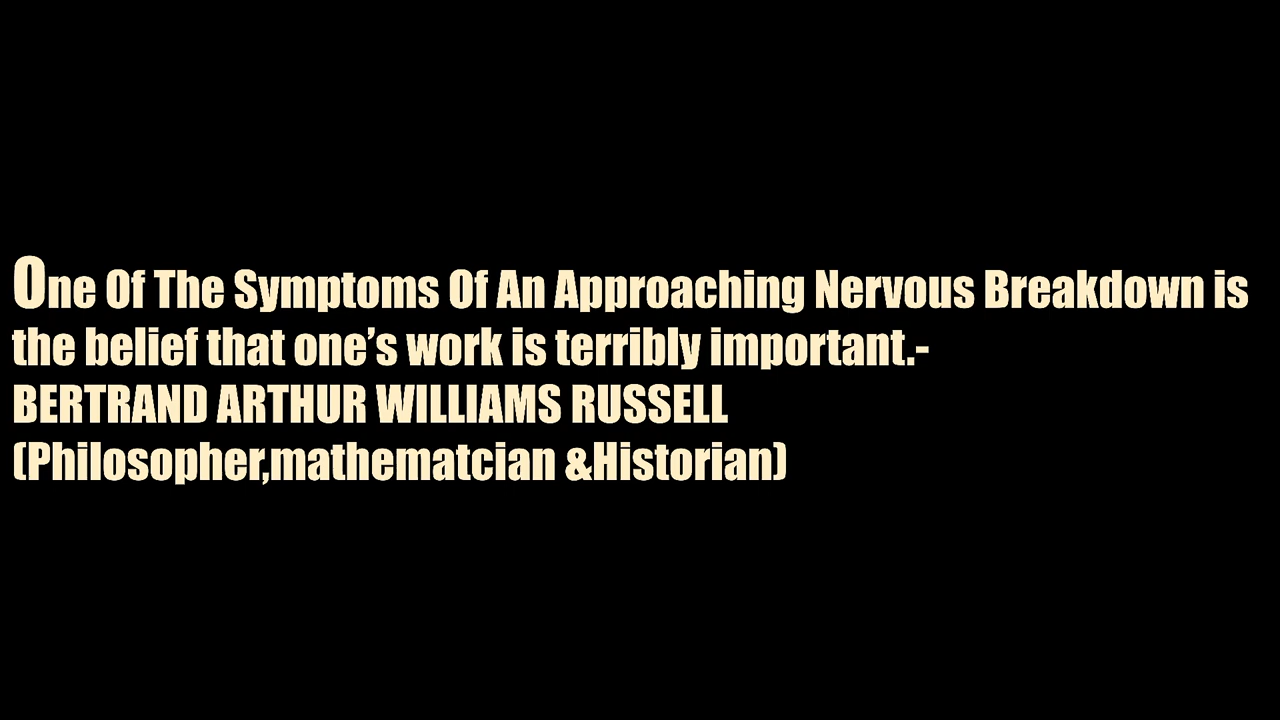 One Of The Symptoms Of An Approaching Nervous Breakdown is
the belief that one’s work is terribly important.-
BERTRAND ARTHUR WILLIAMS RUSSELL
(Philosopher,mathematcian &Historian)